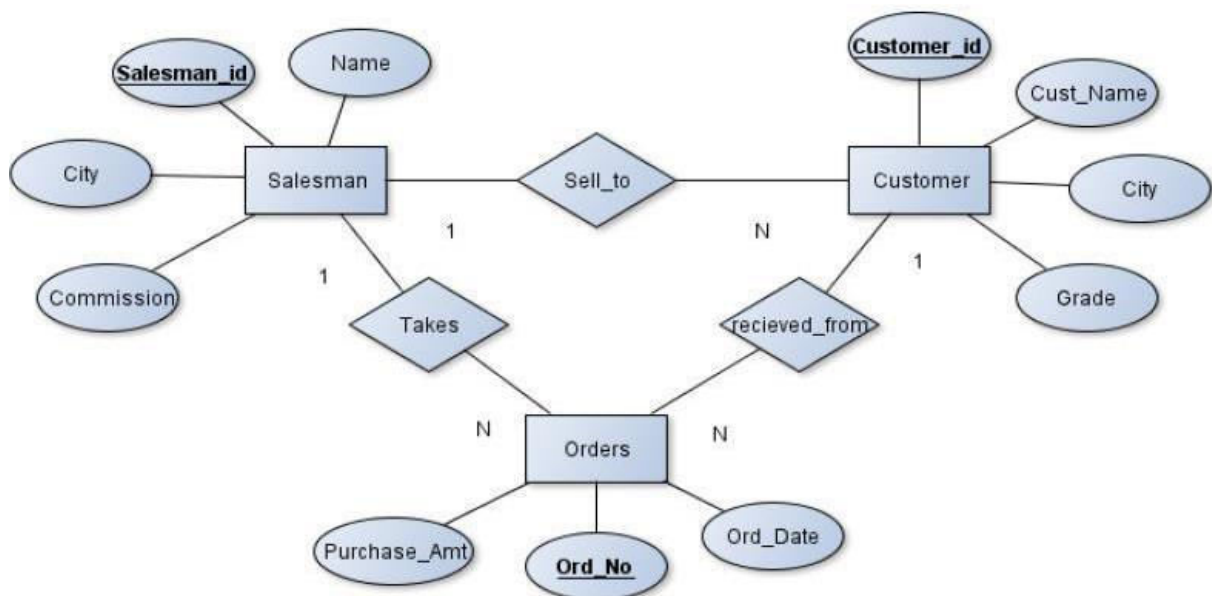 Customer_id
Salesman_id
Name
Cust_Name
City
Salesman
Sell_to
Customer
City
1
N
1
1
Commission
Takes
recieved_from
Grade
N
N
Orders
Purchase_Amt
Ord_No
Ord_Date